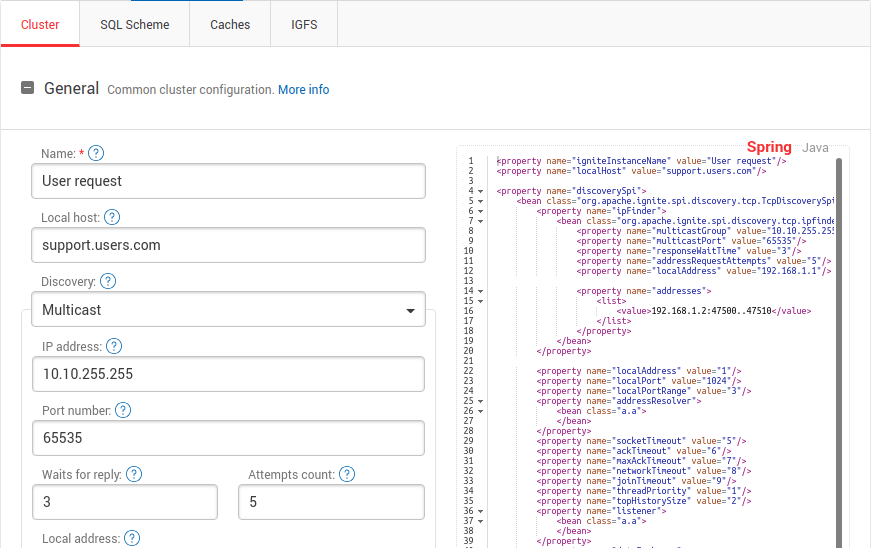 Cluster
SQL Scheme
Caches
IGFS
General Common cluster configuration. More info
Name: * ?
User request
Local host: ?
support.users.com
Discovery: ?
Multicast
IP address: ?
10.10.255.255
Port number: ?
65535
Waits for reply: ?
Attempts count: ?
3
5
Local address: ?
Spring Java
1 <property name="igniteInstanceName" value="User request"/>
2 <property name="localHost" value="support.users.com"/>
3
4 <property name="discoverySpi">
5 <bean class="org.apache.ignite.spi.discovery.tcp.TcpDiscoverySpi
6 <property name="ipFinder">
7 <bean class="org.apache.ignite.spi.discovery.tcp.ipfinde
8 <property name="multicastGroup" value="10.10.255.255
9 <property name="multicastPort" value="65535"/>
10 <property name="responseWaitTime" value="3"/>
11 <property name="addressRequestAttempts" value="5"/>
12 <property name="localAddress" value="192.168.1.1"/>
13
14 <property name="addresses">
15 <list>
16 <value>192.168.1.2:47500..47510</value>
17 </list>
18 </property>
19 </bean>
20 </property>
21
22 <property name="localAddress" value="1"/>
23 <property name="localPort" value="1024"/>
24 <property name="localPortRange" value="3"/>
25 <property name="addressResolver">
26 <bean class="a.a">
27 </bean>
28 </property>
29 <property name="socketTimeout" value="5"/>
30 <property name="ackTimeout" value="6"/>
31 <property name="maxAckTimeout" value="7"/>
32 <property name="networkTimeout" value="8"/>
33 <property name="joinTimeout" value="9"/>
34 <property name="threadPriority" value="1"/>
35 <property name="topHistorySize" value="2"/>
36 <property name="listener">
37 <bean class="a.a">
38 </bean>
39 </property>